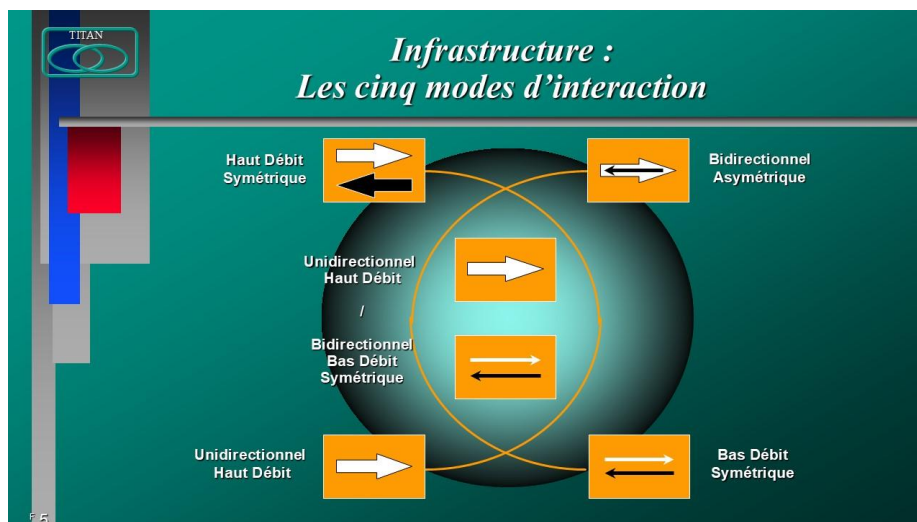 TITAN
Infrastructure :
Les cinq modes d’interaction
Haut Débit
Symétrique
Bidirectionnel
Asymétrique
Unidirectionnel
Haut Débit
/
Bidirectionnel
Bas Débit
Symétrique
Unidirectionnel
Haut Débit
Bas Débit
Symétrique
F 5